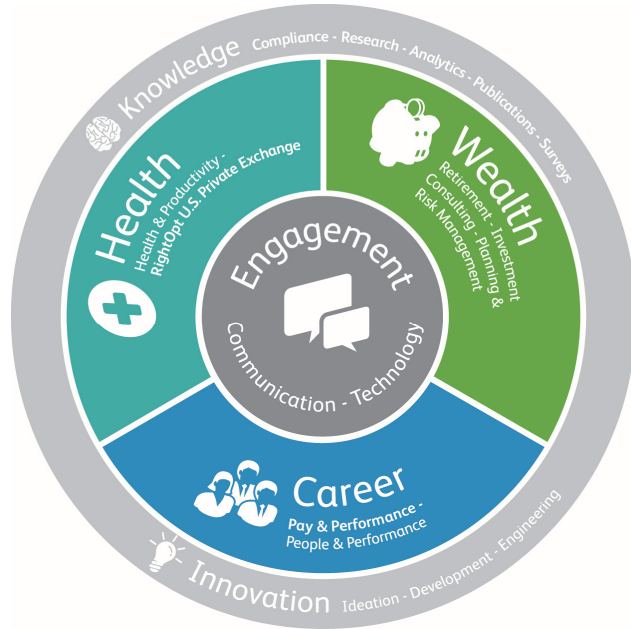 Knowledge
Compliance - Research - Analytics - Publications - Surveys
Health
Health & Productivity -
RightOpt U.S. Private Exchange
Wealth
Retirement - Investment
Consulting - Planning &
Risk Management
Engagement
Communication - Technology
Career
Pay & Performance -
People & Performance
Innovation
Ideation - Development - Engineering